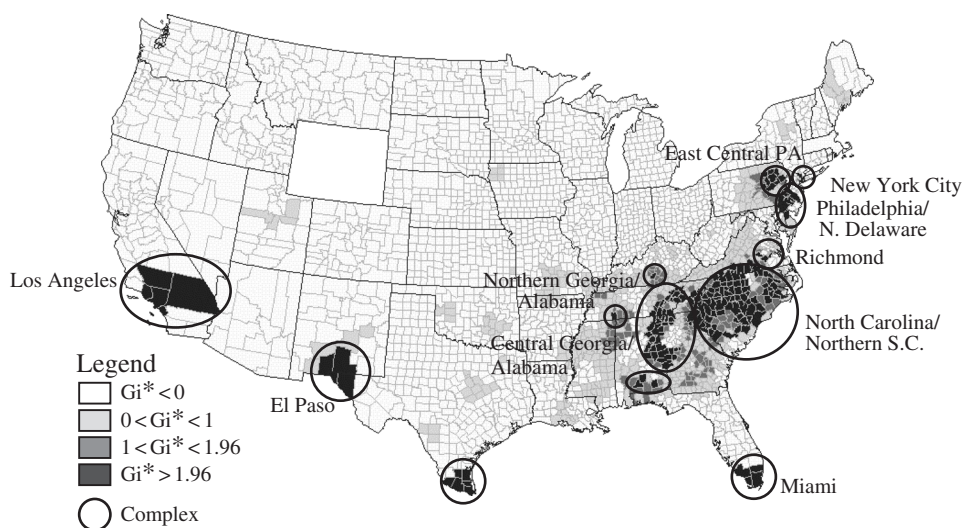 East Central PA
New York City
Philadelphia/
N. Delaware
Richmond
Los Angeles
Northern Georgia/
Alabama
Central Georgia/
Alabama
North Carolina/
Northern S.C.
El Paso
Miami
Legend
Gi* < 0
0 < Gi* < 1
1 < Gi* < 1.96
Gi* > 1.96
Complex